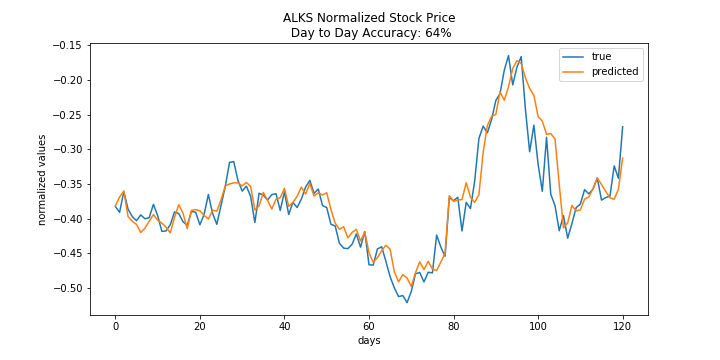 ALKS Normalized Stock Price
Day to Day Accuracy: 64%
−0.15
−0.20
−0.25
−0.30
−0.35
−0.40
−0.45
−0.50
normalized values
true
predicted
0
20
40
60
80
100
120
days